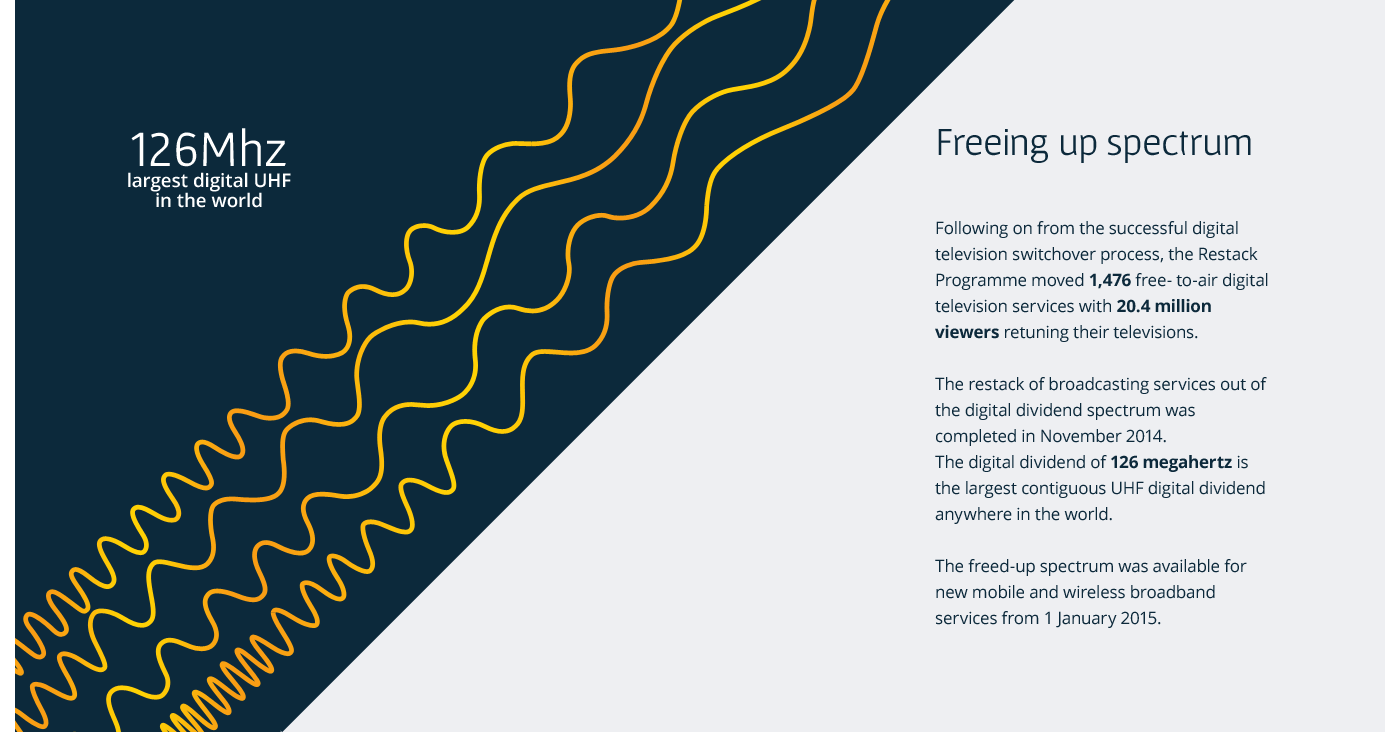 126Mhz
largest digital UHF
in the world
Freeing up spectrum
Following on from the successful digital
television switchover process, the Restack
Programme moved 1,476 free- to-air digital
television services with 20.4 million
viewers retuning their televisions.
The restack of broadcasting services out of
the digital dividend spectrum was
completed in November 2014.
The digital dividend of 126 megahertz is
the largest contiguous UHF digital dividend
anywhere in the world.
The freed-up spectrum was available for
new mobile and wireless broadband
services from 1 January 2015.